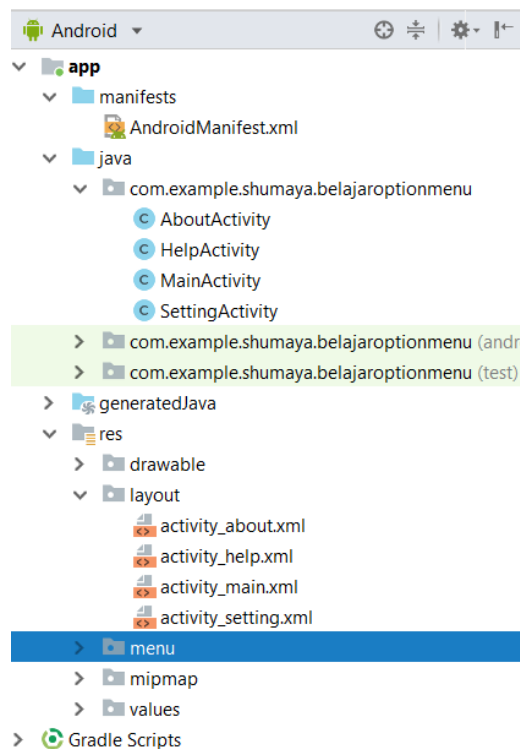 Android
app
manifests
AndroidManifest.xml
java
com.example.shumaya.belajaroptionmenu
AboutActivity
HelpActivity
MainActivity
SettingActivity
com.example.shumaya.belajaroptionmenu (andr
com.example.shumaya.belajaroptionmenu (test)
generatedJava
res
drawable
layout
activity_about.xml
activity_help.xml
activity_main.xml
activity_setting.xml
menu
mipmap
values
Gradle Scripts